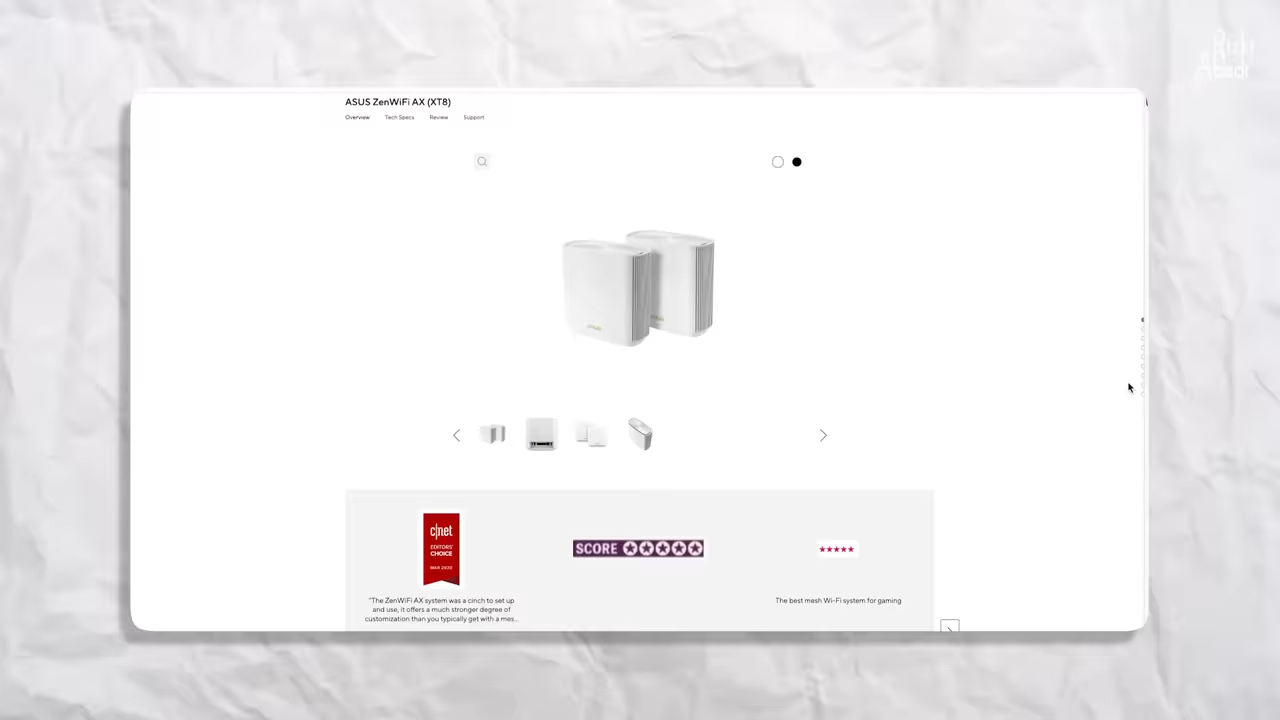 ASUS ZenWiFi AX (XT8)
Overview Tech Specs Review Support
c|net
EDITORS'
CHOICE
MAR 2020
SCORE
"The ZenWiFi AX system was a cinch to set up
and use, it offers a much stronger degree of
customization than you typically get with a mes...
The best mesh Wi-Fi system for gaming